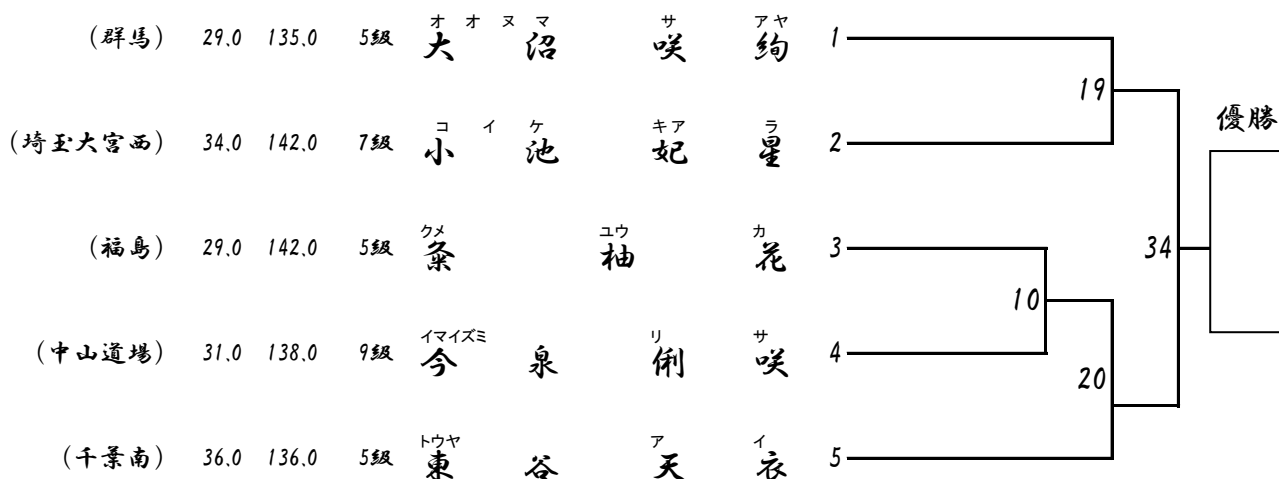 オオヌマ サ アヤ
(群馬) 29.0 135.0 5級 大沼 咲絢 1
19
優勝
コイケ キア ラ
(埼玉大宮西) 34.0 142.0 7級 小池 妃星 2
クメ ユウ カ
(福島) 29.0 142.0 5級 粂 柚花 3
34
10
イマイズミ リ サ
(中山道場) 31.0 138.0 9級 今泉 俐咲 4
20
トウヤ ア イ
(千葉南) 36.0 136.0 5級 東谷 天衣 5